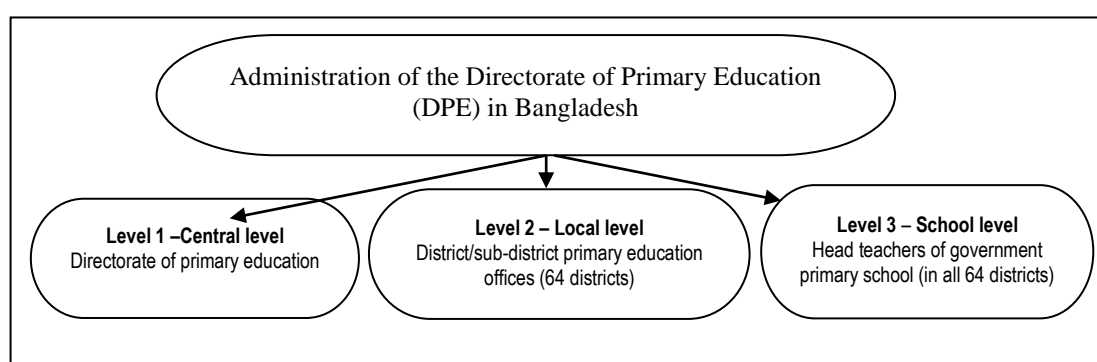 Administration of the Directorate of Primary Education
(DPE) in Bangladesh
Level 1 –Central level
Directorate of primary education
Level 2 – Local level
District/sub-district primary education
offices (64 districts)
Level 3 – School level
Head teachers of government
primary school (in all 64 districts)